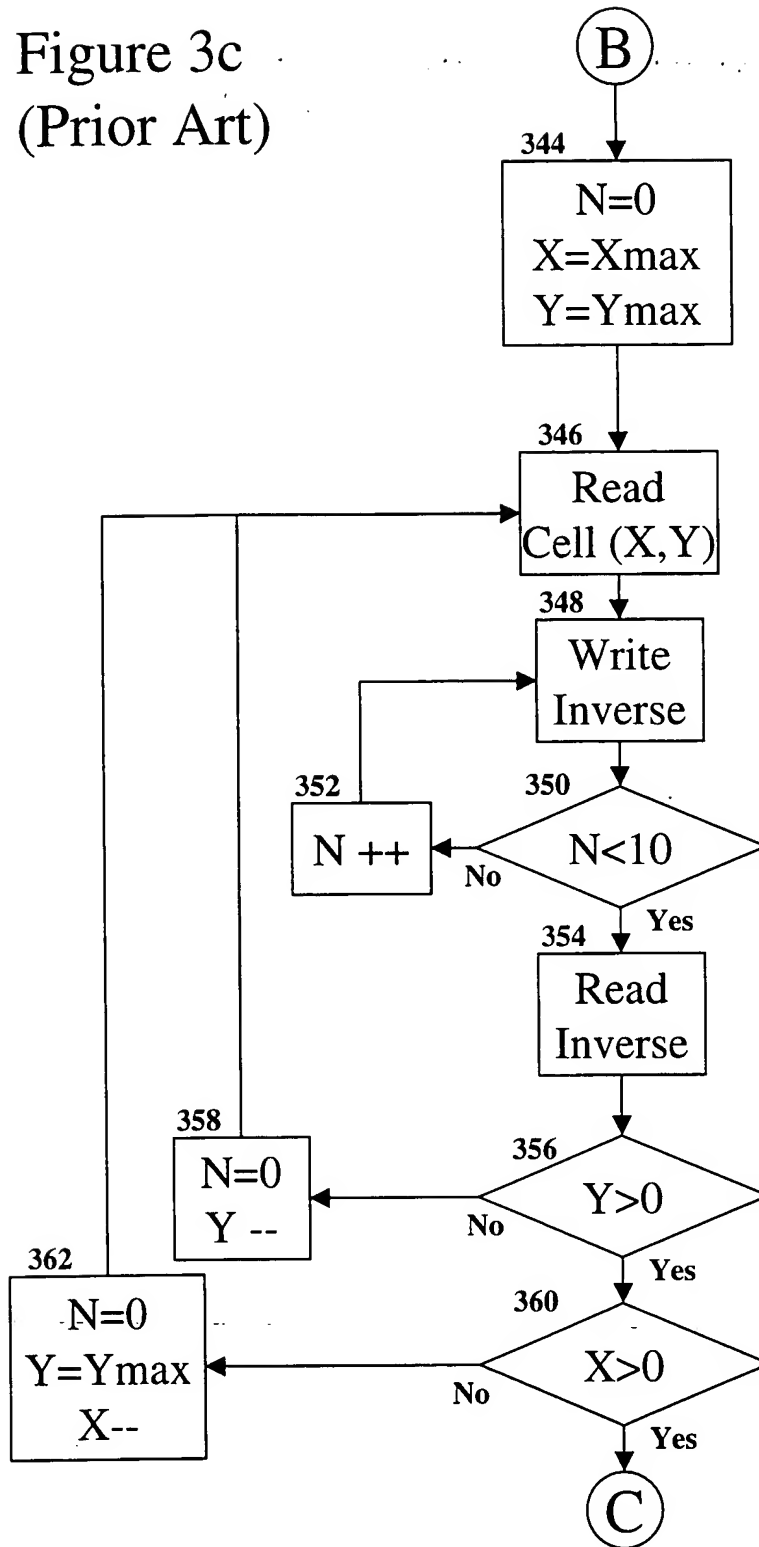 Figure 3c
(Prior Art)
B
344
N=0
X=Xmax
Y=Ymax
346
Read
Cell (X,Y)
348
Write
Inverse
352
N ++
350
N<10
No
Yes
354
Read
Inverse
358
N=0
Y --
356
Y>0
No
Yes
362
N=0
Y=Ymax
X--
360
X>0
No
Yes
C